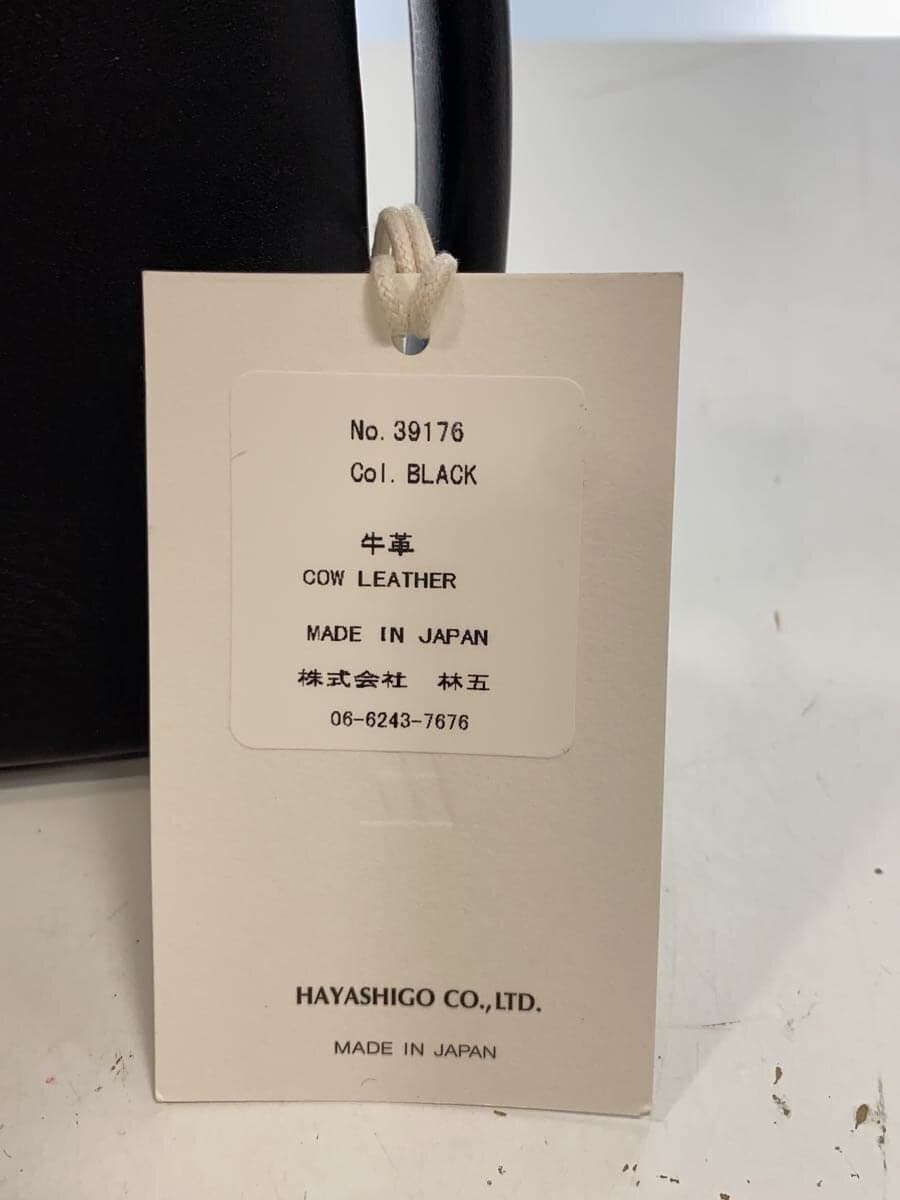 No. 39176
Col. BLACK
牛革
COW LEATHER
MADE IN JAPAN
株式会社 林五
06-6243-7676
HAYASHIGO CO.,LTD.
MADE IN JAPAN